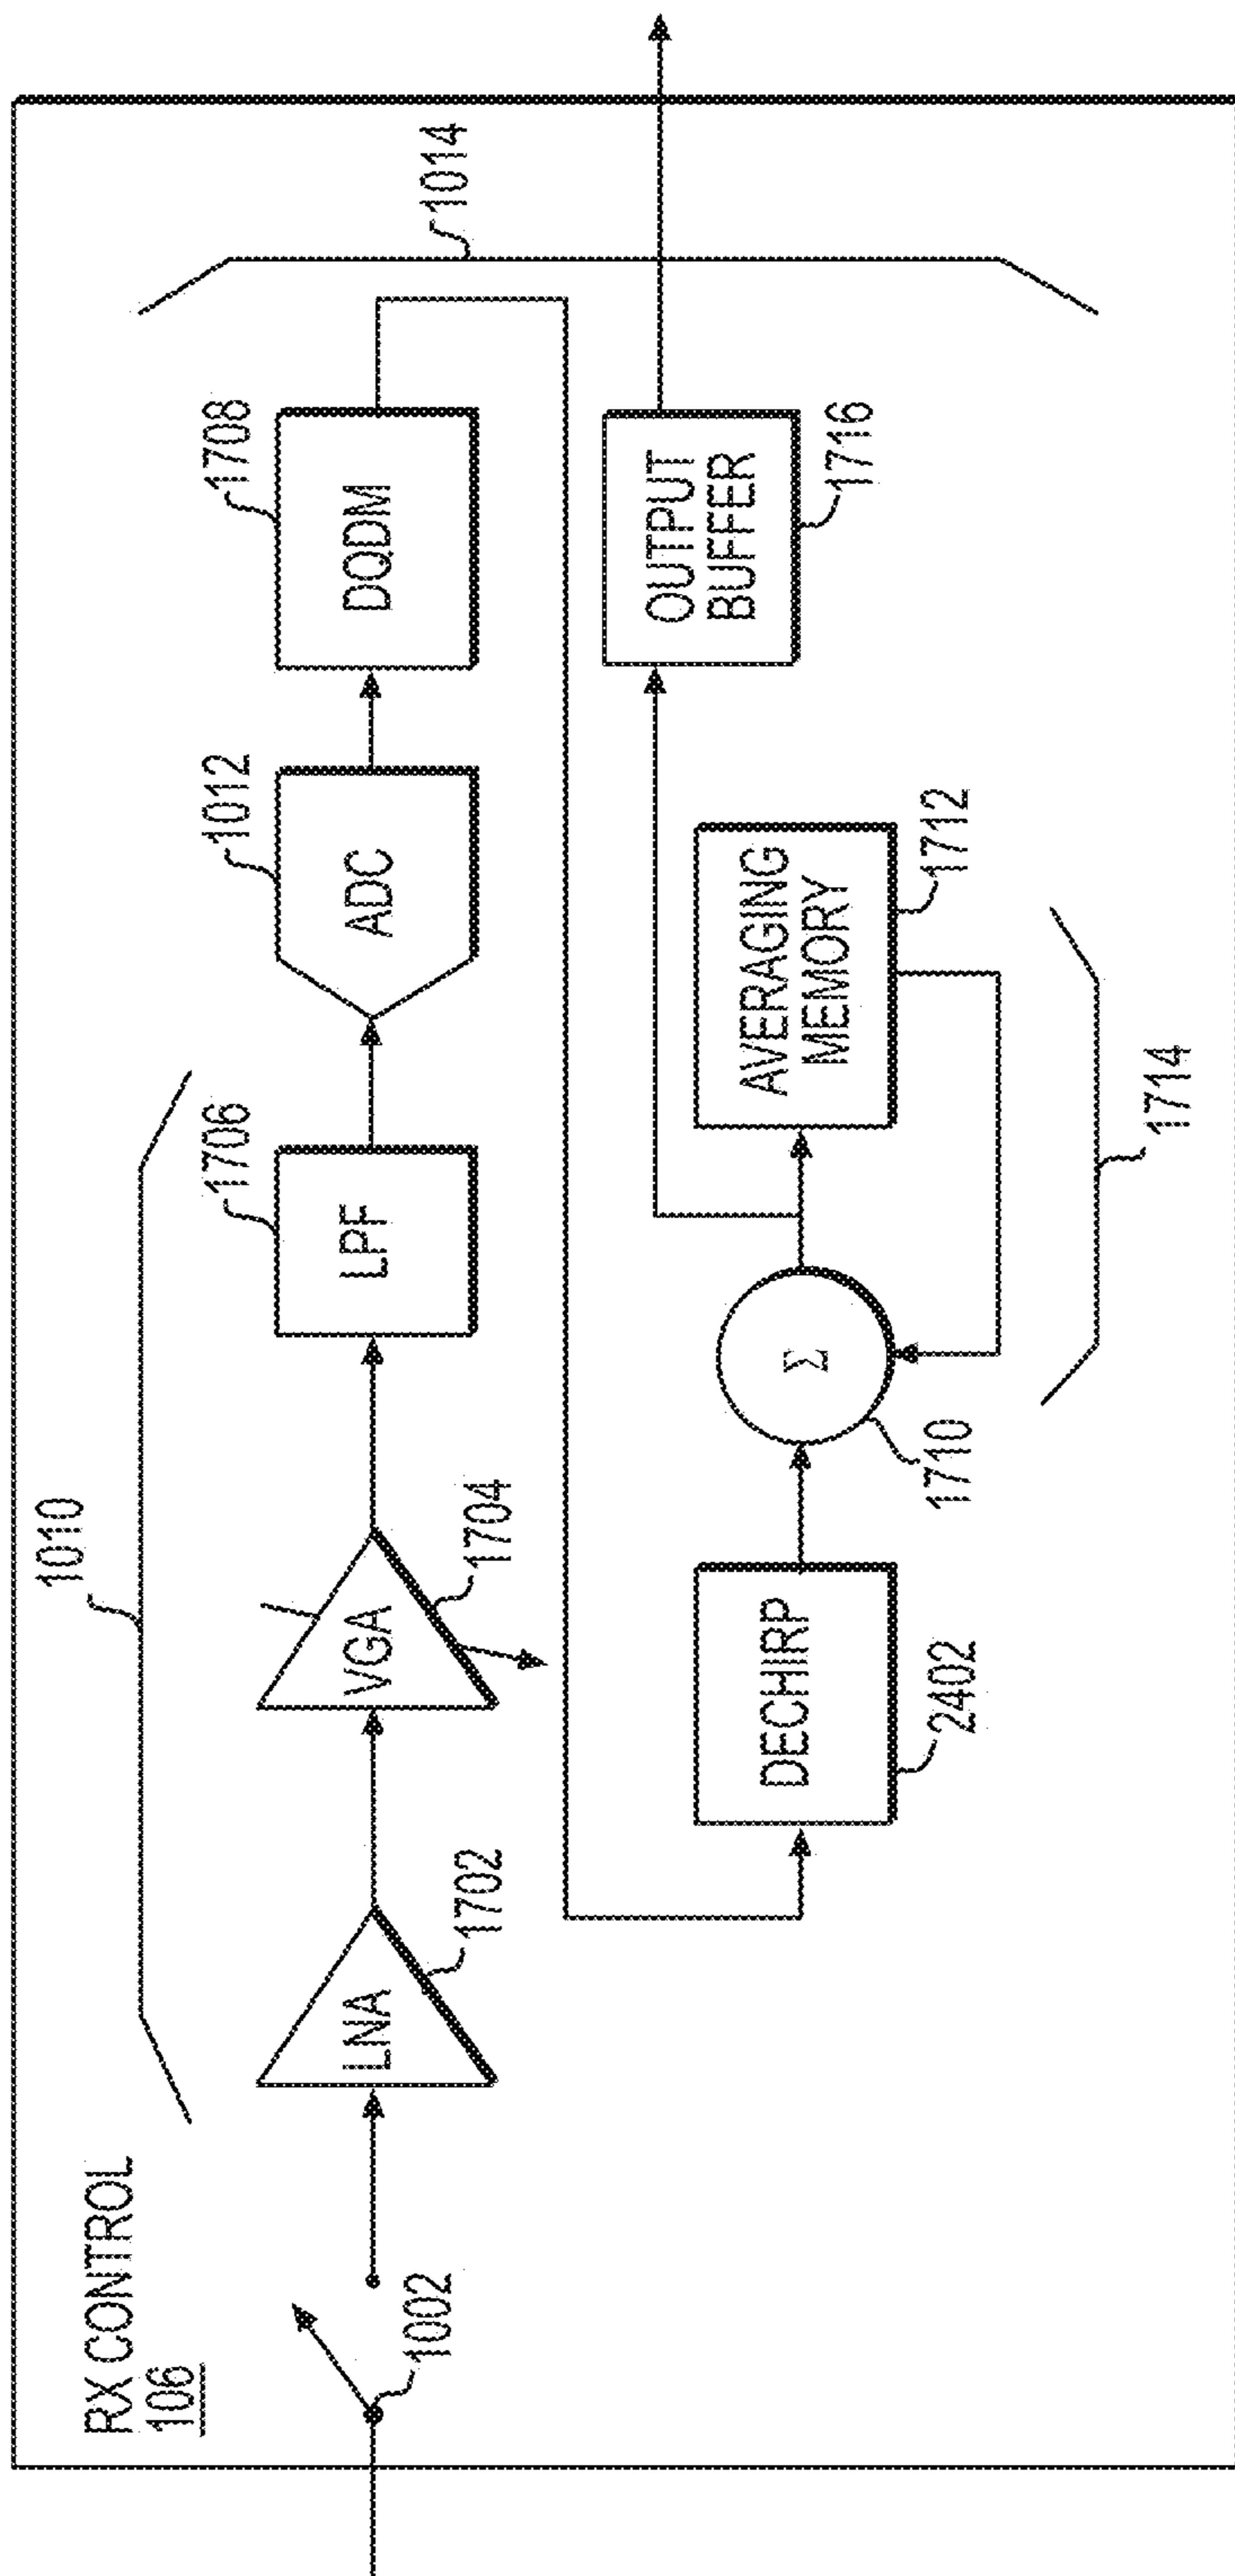 RX CONTROL
106
1010
1014
1002
LNA
1702
VGA
1704
LPF
1706
ADC
1012
DQDM
1708
DECHIRP
2402
Σ
1710
AVERAGING
MEMORY
1712
1714
OUTPUT
BUFFER
1716